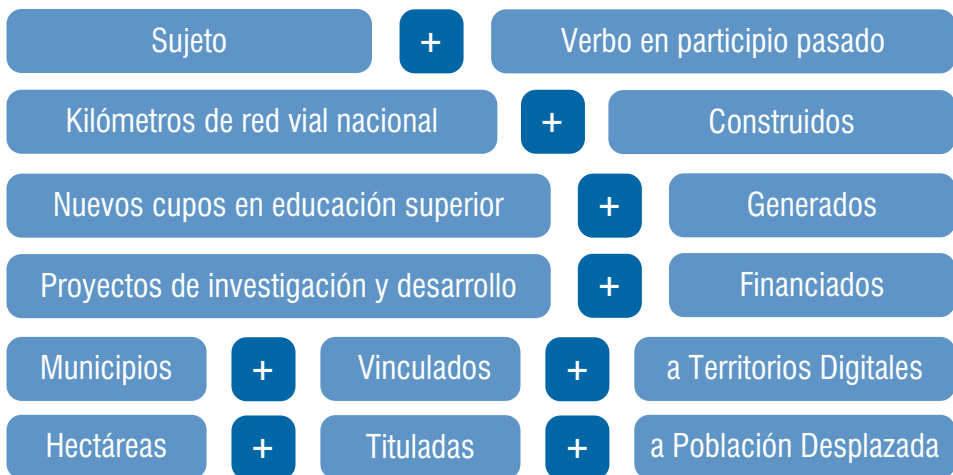 Sujeto + Verbo en participio pasado
Kilómetros de red vial nacional + Construidos
Nuevos cupos en educación superior + Generados
Proyectos de investigación y desarrollo + Financiados
Municipios + Vinculados + a Territorios Digitales
Hectáreas + Tituladas + a Población Desplazada